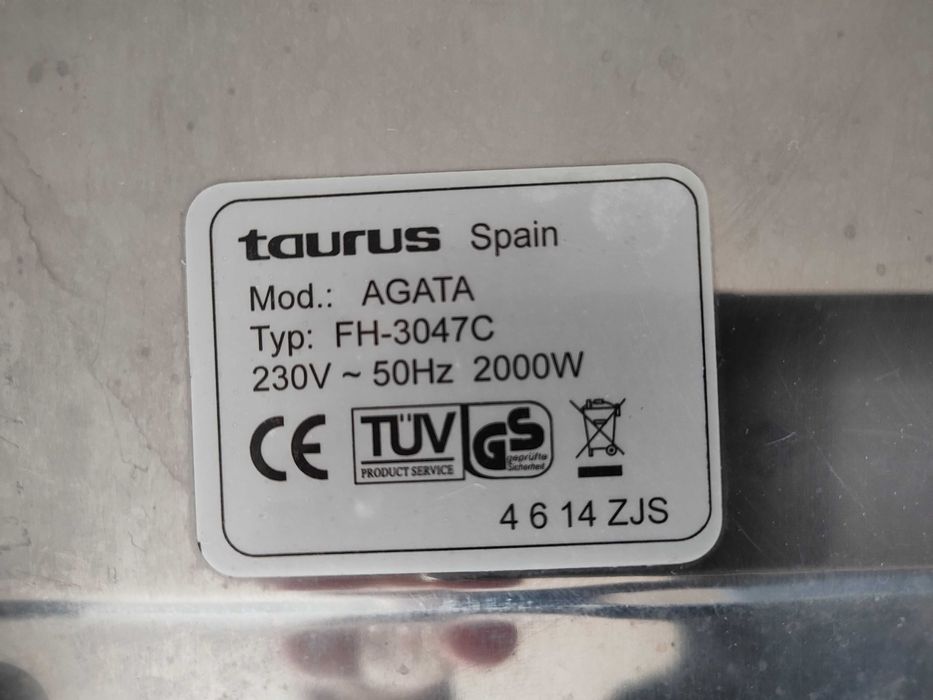 taurus Spain
Mod.: AGATA
Typ: FH-3047C
230V ~ 50Hz 2000W
CE TÜV PRODUCT SERVICE GS geprüfte Sicherheit
4 6 14 ZJS